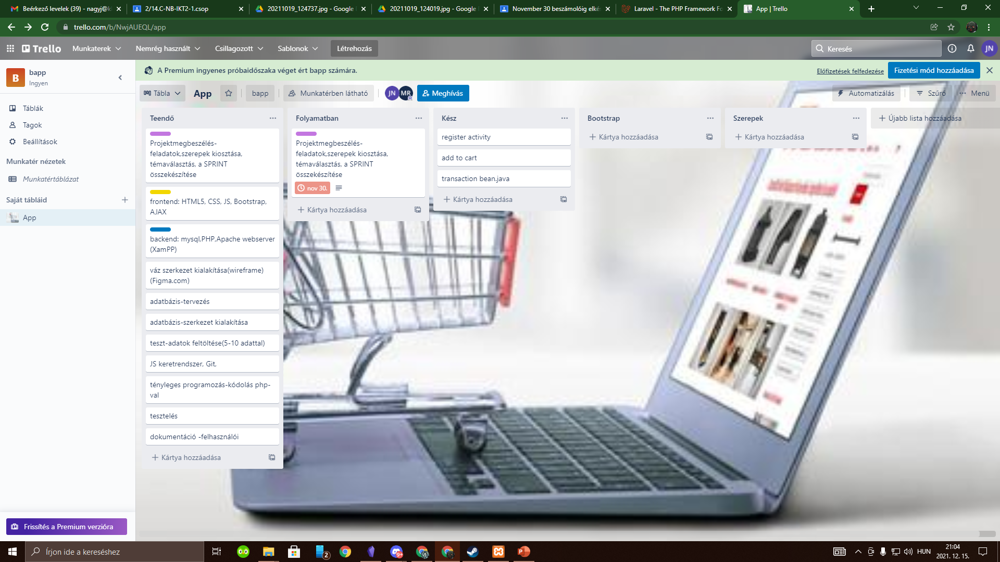 Beérkező levelek (39) - nagyj@k
2/14.C-NB-IKT2-1.csop
20211019_124737.jpg - Google
20211019_124019.jpg - Google
November 30 beszámolóig elké
Laravel - The PHP Framework Fo
App | Trello
trello.com/b/NwjAUEQL/app
Trello
Munkaterek
Nemrég használt
Csillagozott
Sablonok
Létrehozás
Keresés
JN
B
bapp
Ingyen
A Premium ingyenes próbaidőszaka véget ért bapp számára.
Előfizetések felfedezése
Fizetési mód hozzáadása
Tábla
App
bapp
Munkatérben látható
JN
MR
Meghívás
Automatizálás
Szűrő
Menü
Táblák
Tagok
Beállítások
Munkatér nézetek
Munkatértáblázat
Saját tábláid
App
Frissítés a Premium verzióra
Teendő
Projektmegbeszélés-
feladatok,szerepek kiosztása,
témaválasztás, a SPRINT
összekészítése
frontend: HTML5, CSS, JS, Bootstrap,
AJAX
backend: mysql,PHP,Apache webserver
(XamPP)
váz szerkezet kialakítása(wireframe)
(Figma.com)
adatbázis-tervezés
adatbázis-szerkezet kialakítása
teszt-adatok feltöltése(5-10 adattal)
JS keretrendszer, Git,
tényleges programozás-kódolás php-
val
tesztelés
dokumentáció -felhasználói
Kártya hozzáadása
Folyamatban
Projektmegbeszélés-
feladatok,szerepek kiosztása,
témaválasztás, a SPRINT
összekészítése
nov 30.
Kártya hozzáadása
Kész
register activity
add to cart
transaction bean.java
Kártya hozzáadása
Bootstrap
Kártya hozzáadása
Szerepek
Kártya hozzáadása
Újabb lista hozzáadása
Írjon ide a kereséshez
2
9+
HUN
21:04
2021. 12. 15.